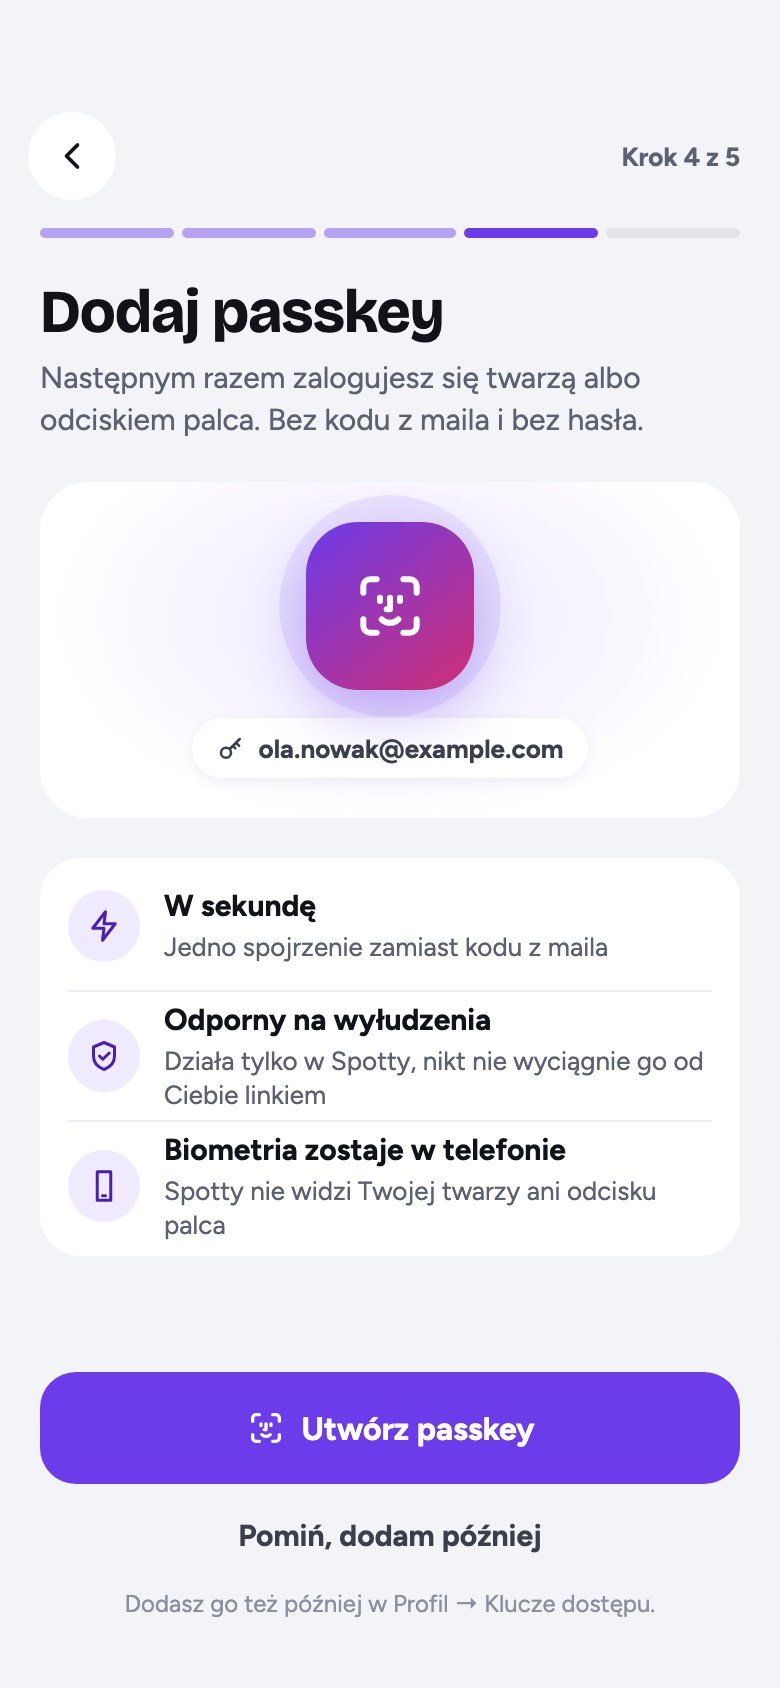 Krok 4 z 5
Dodaj passkey
Następnym razem zalogujesz się twarzą albo
odciskiem palca. Bez kodu z maila i bez hasła.
ola.nowak@example.com
W sekundę
Jedno spojrzenie zamiast kodu z maila
Odporny na wyłudzenia
Działa tylko w Spotty, nikt nie wyciągnie go od
Ciebie linkiem
Biometria zostaje w telefonie
Spotty nie widzi Twojej twarzy ani odcisku
palca
Utwórz passkey
Pomiń, dodam później
Dodasz go też później w Profil → Klucze dostępu.